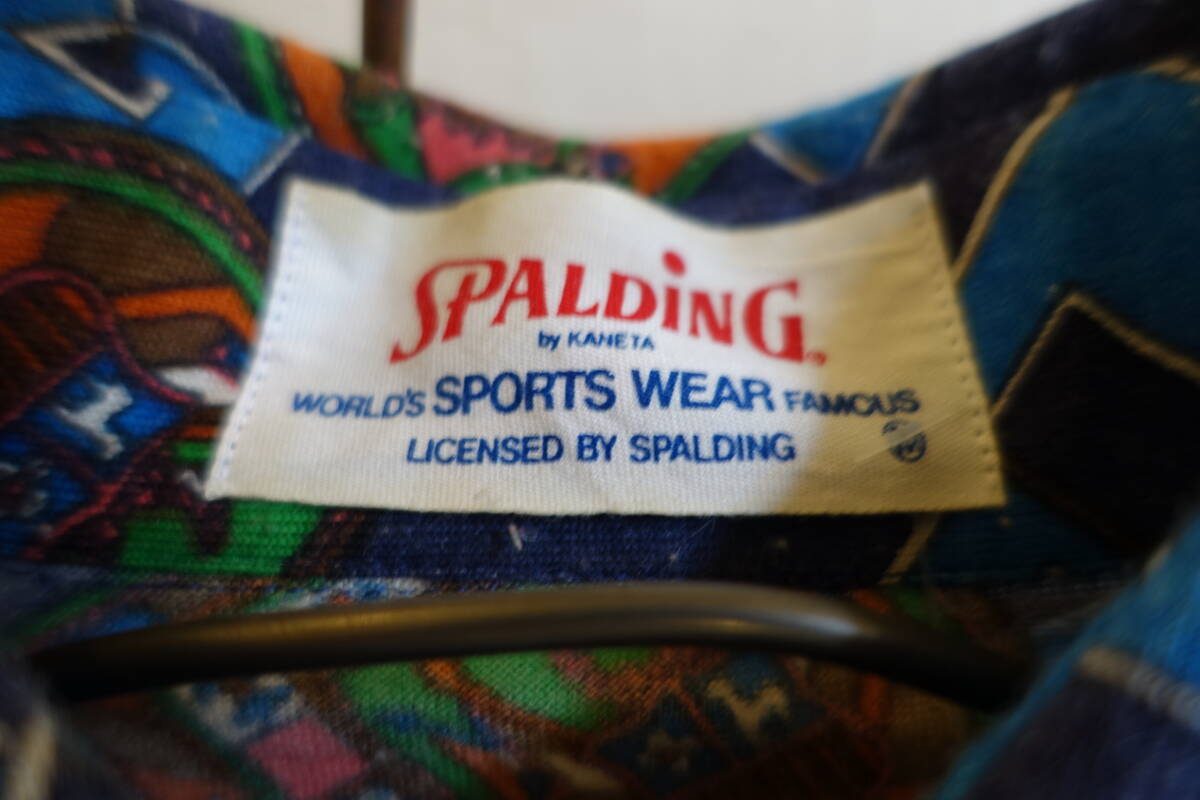 SPALDING®
by KANETA
WORLD'S SPORTS WEAR FAMOUS
LICENSED BY SPALDING
M